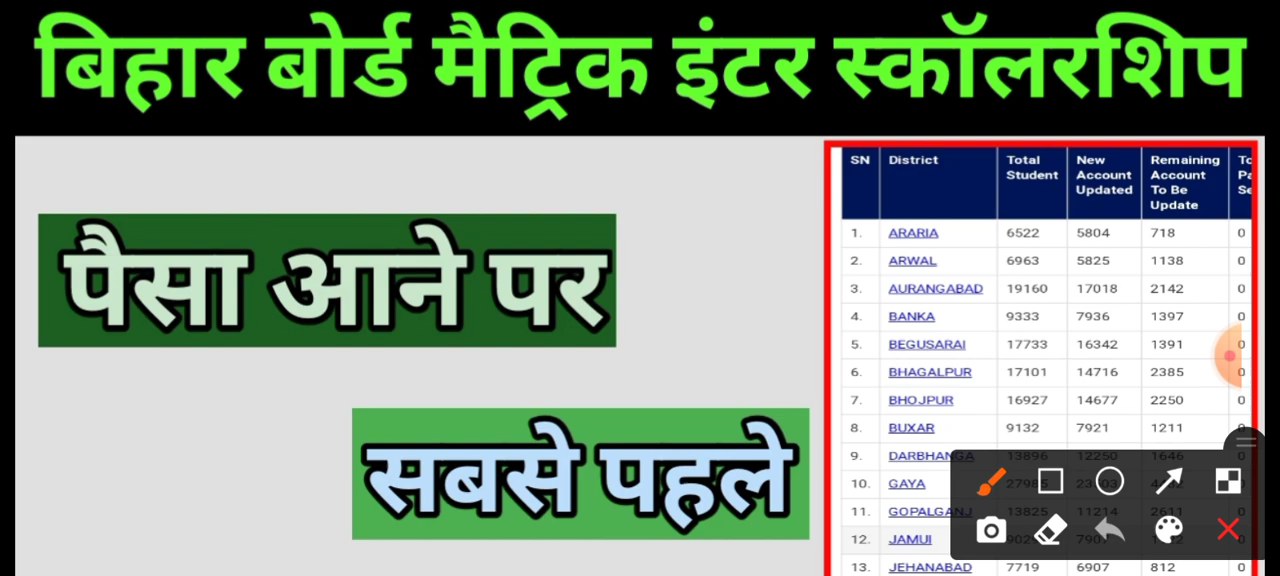 बिहार बोर्ड मैट्रिक इंटर स्कॉलरशिप
पैसा आने पर
सबसे पहले
SN District Total Student New Account Updated Remaining Account To Be Update
1. ARARIA 6522 5804 718 0
2. ARWAL 6963 5825 1138 0
3. AURANGABAD 19160 17018 2142 0
4. BANKA 9333 7936 1397 0
5. BEGUSARAI 17733 16342 1391 0
6. BHAGALPUR 17101 14716 2385 0
7. BHOJPUR 16927 14677 2250 0
8. BUXAR 9132 7921 1211 0
9. DARBHANGA 13896 12250 1646 0
10. GAYA
11. GOPALGANJ 13825 11214 2611 0
12. JAMUI
13. JEHANABAD 7719 6907 812 0